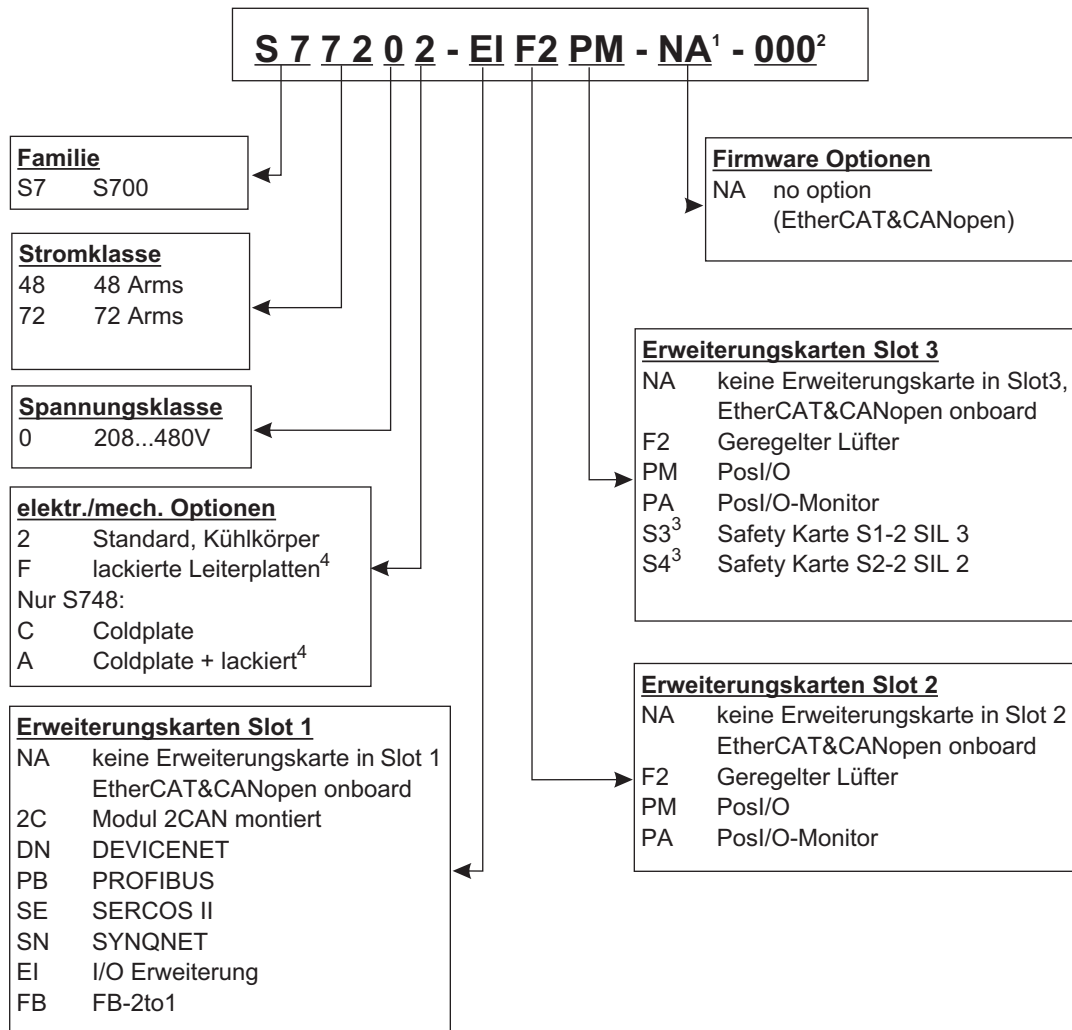 S 7 7 2 0 2 - EI F2 PM - NA¹ - 000²
Familie
S7 S700
Stromklasse
48 48 Arms
72 72 Arms
Spannungsklasse
0 208...480V
elektr./mech. Optionen
2 Standard, Kühlkörper
F lackierte Leiterplatten⁴
Nur S748:
C Coldplate
A Coldplate + lackiert⁴
Erweiterungskarten Slot 1
NA keine Erweiterungskarte in Slot 1
EtherCAT&CANopen onboard
2C Modul 2CAN montiert
DN DEVICENET
PB PROFIBUS
SE SERCOS II
SN SYNQNET
EI I/O Erweiterung
FB FB-2to1
Firmware Optionen
NA no option
(EtherCAT&CANopen)
Erweiterungskarten Slot 3
NA keine Erweiterungskarte in Slot3,
EtherCAT&CANopen onboard
F2 Geregelter Lüfter
PM PosI/O
PA PosI/O-Monitor
S3³ Safety Karte S1-2 SIL 3
S4³ Safety Karte S2-2 SIL 2
Erweiterungskarten Slot 2
NA keine Erweiterungskarte in Slot 2
EtherCAT&CANopen onboard
F2 Geregelter Lüfter
PM PosI/O
PA PosI/O-Monitor